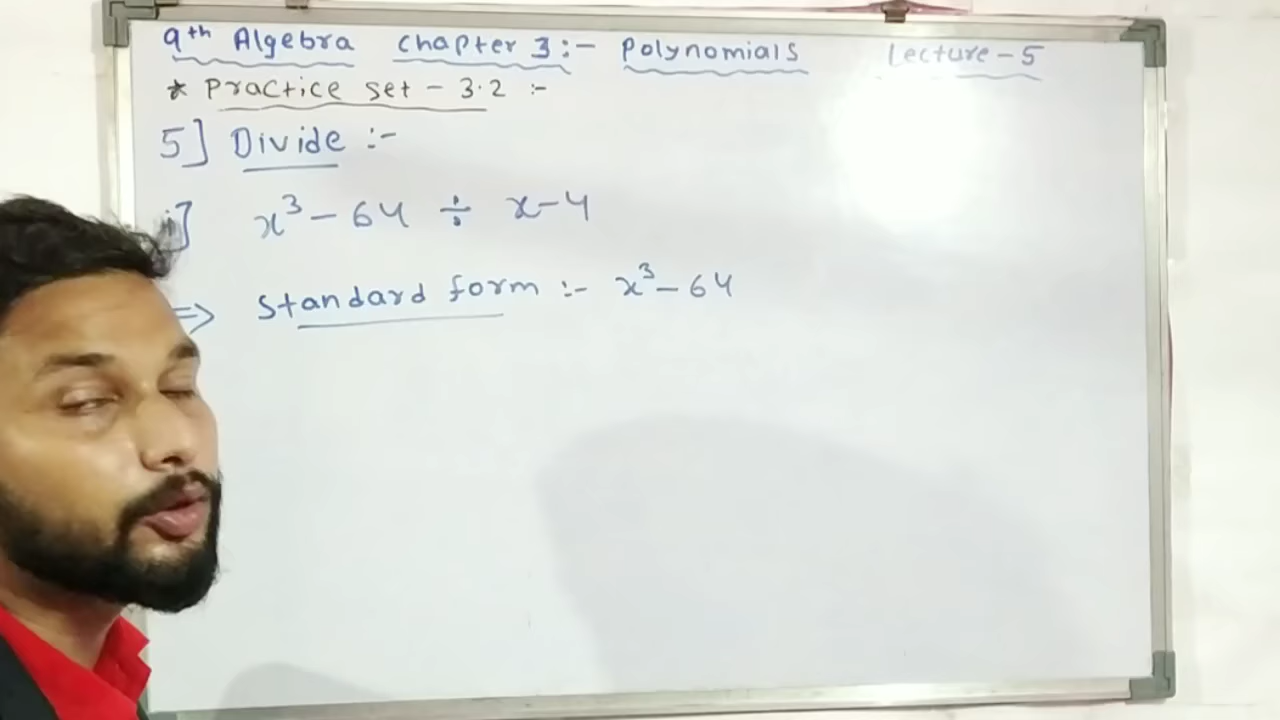 9th Algebra Chapter 3:- Polynomials Lecture-5
* Practice set - 3.2 :-
5] Divide :-
i] x³-64 ÷ x-4
=> Standard form :- x³-64